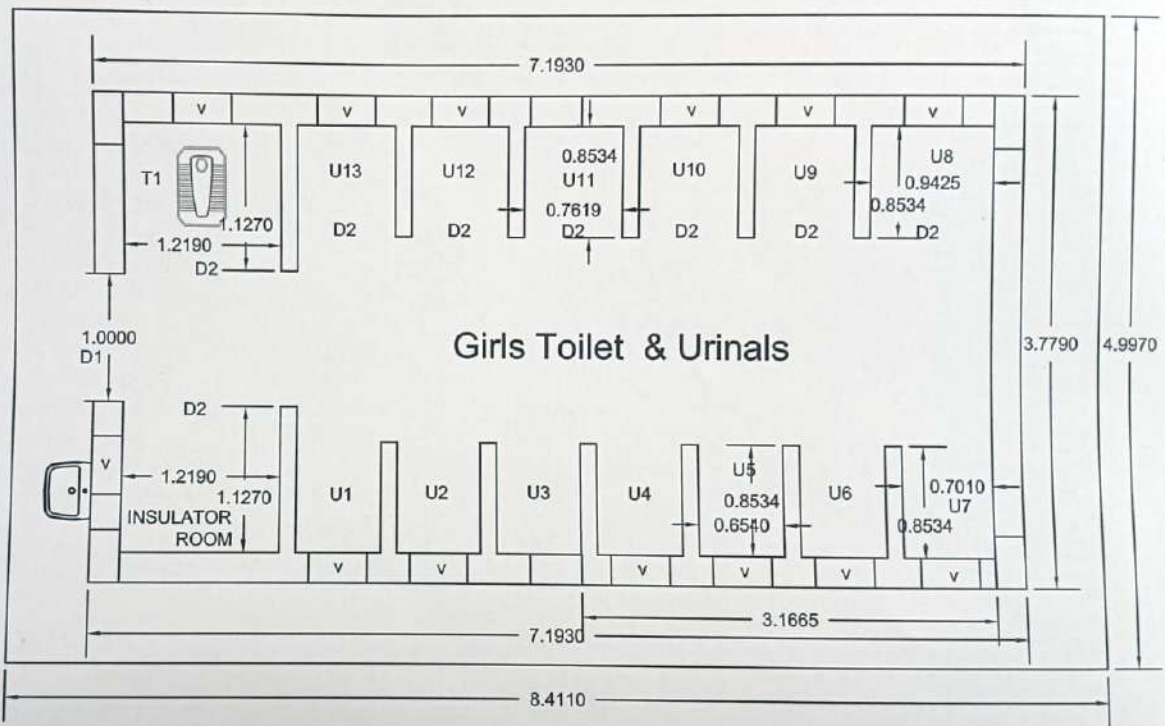 7.1930
v v v v v v
T1 U13 U12 0.8534 U10 U9 U8
U11 0.9425
1.1270 0.7619 0.8534
1.2190 D2 D2 D2 D2 D2 D2
D2
1.0000
D1
Girls Toilet & Urinals
3.7790 4.9970
D2
v
1.2190 U5
1.1270 U1 U2 U3 U4 0.8534 U6 0.7010
INSULATOR 0.6540 0.8534 U7
ROOM
v v v v v v
3.1665
7.1930
8.4110